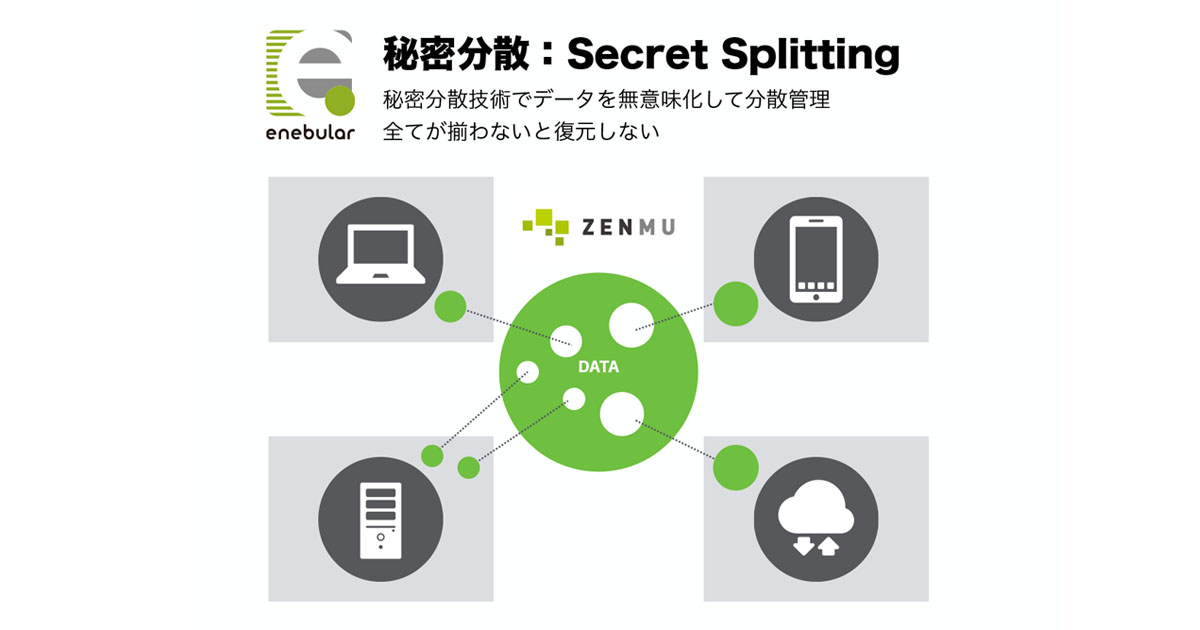 enebular
秘密分散：Secret Splitting
秘密分散技術でデータを無意味化して分散管理
全てが揃わないと復元しない
ZENMU
DATA